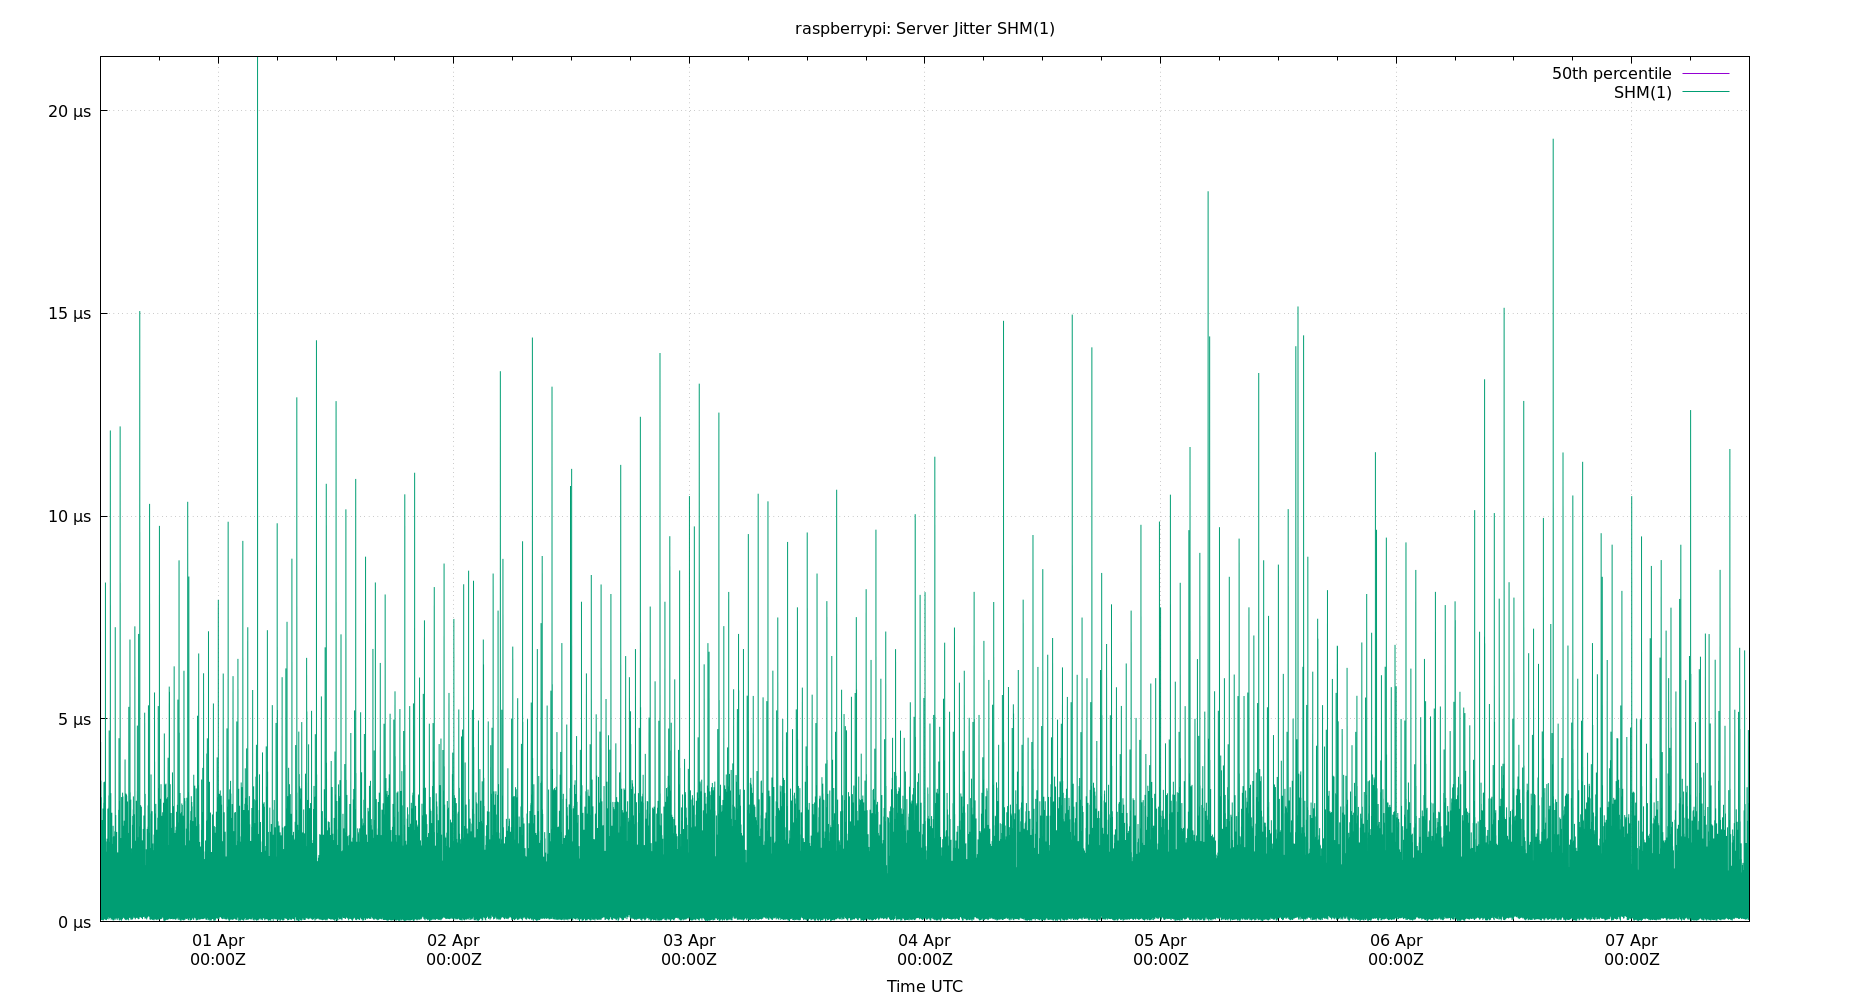 raspberrypi: Server Jitter SHM(1)
50th percentile
SHM(1)
20 µs
15 µs
10 µs
5 µs
0 µs
01 Apr 02 Apr 03 Apr 04 Apr 05 Apr 06 Apr 07 Apr
00:00Z 00:00Z 00:00Z 00:00Z 00:00Z 00:00Z 00:00Z
Time UTC